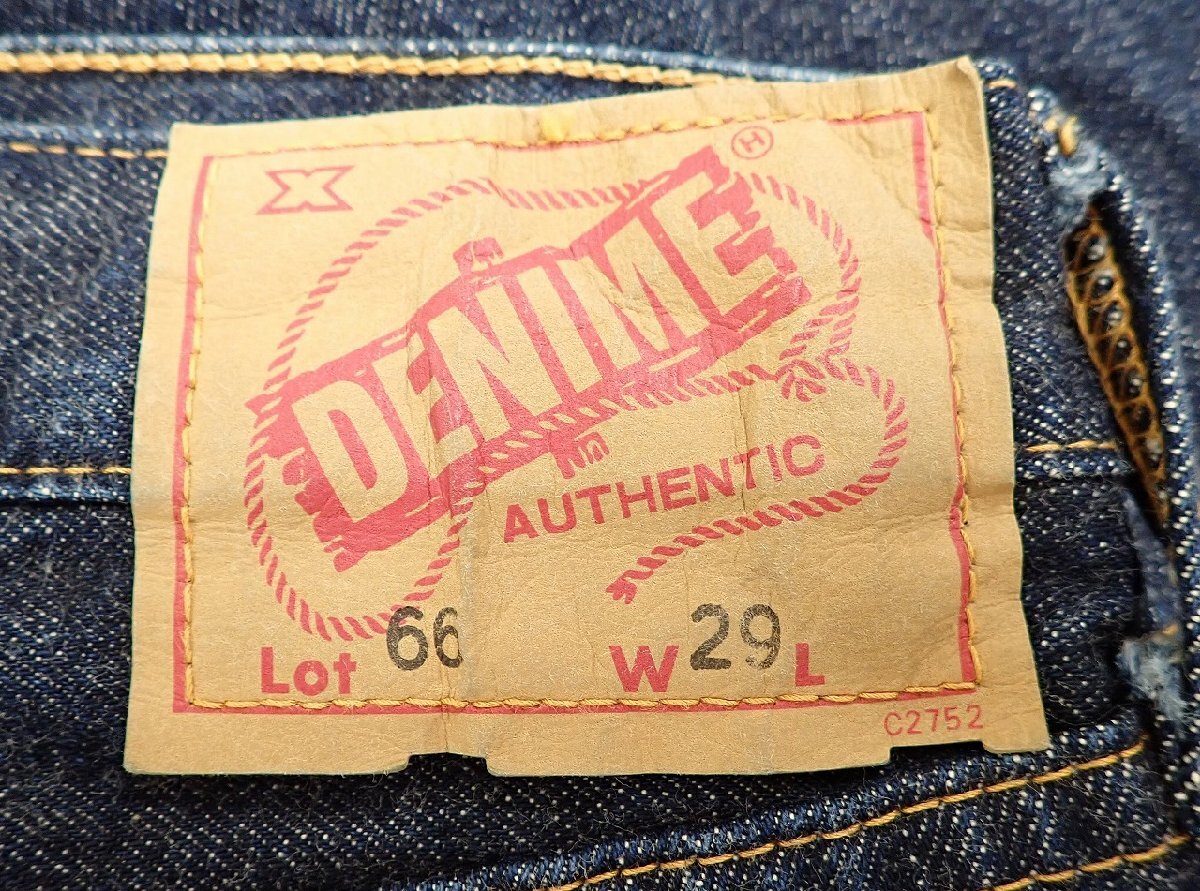 X
DENIME Ⓗ
AUTHENTIC
Lot 66 W 29 L
C2752